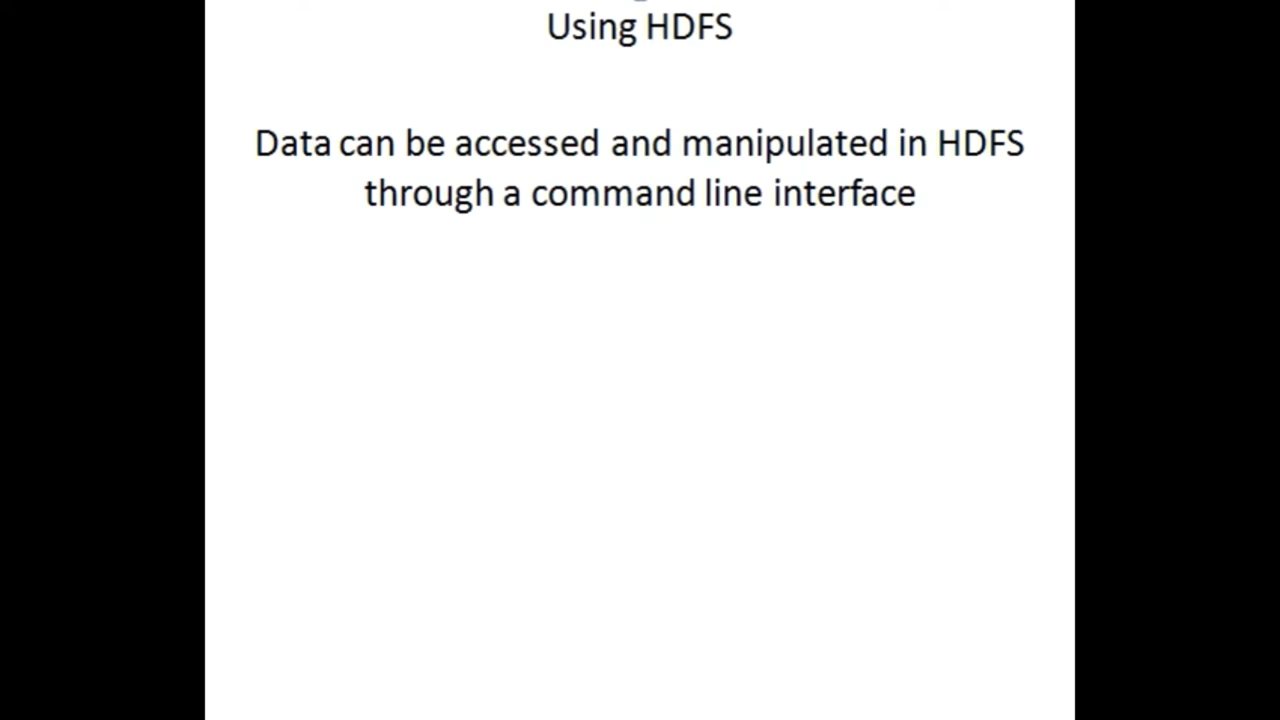 Using HDFS
Data can be accessed and manipulated in HDFS
through a command line interface